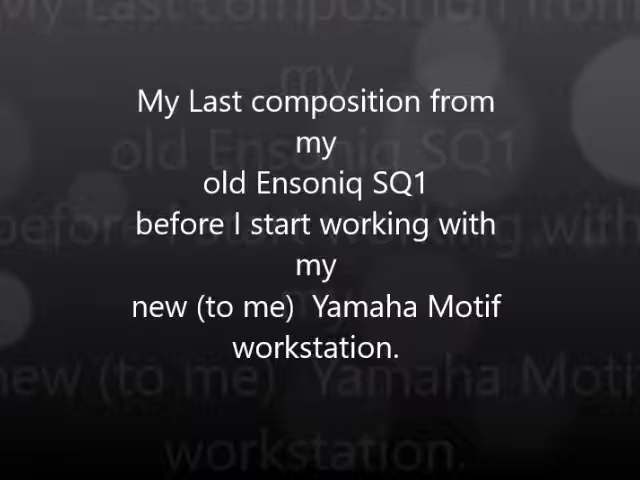 My Last composition from
my
old Ensoniq SQ1
before I start working with
my
new (to me)  Yamaha Motif
workstation.